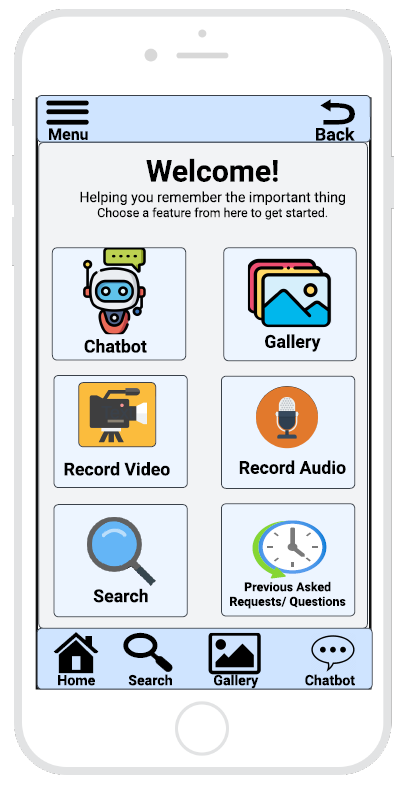 Menu
Back
Welcome!
Helping you remember the important thing
Choose a feature from here to get started.
Chatbot
Gallery
Record Video
Record Audio
Search
Previous Asked
Requests/ Questions
Home
Search
Gallery
Chatbot